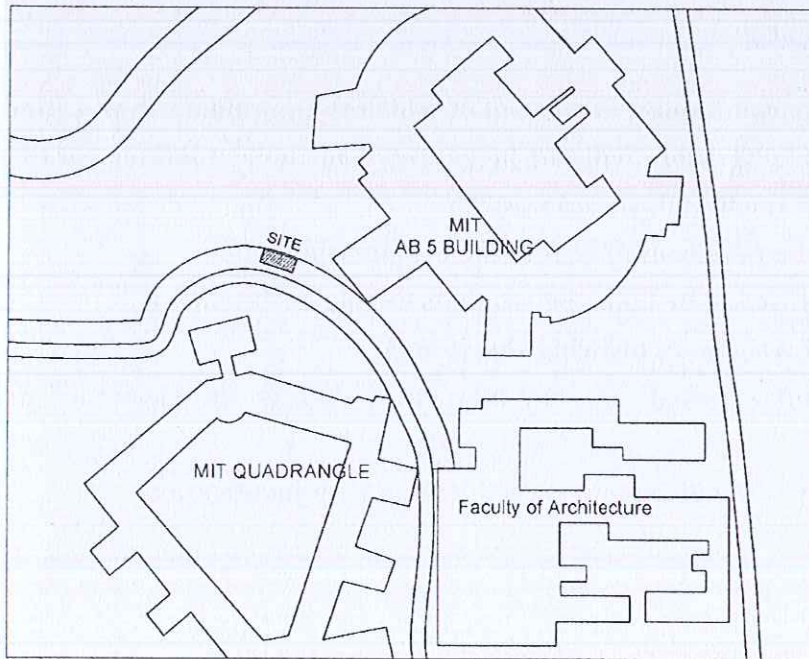 SITE
MIT
AB 5 BUILDING
MIT QUADRANGLE
Faculty of Architecture